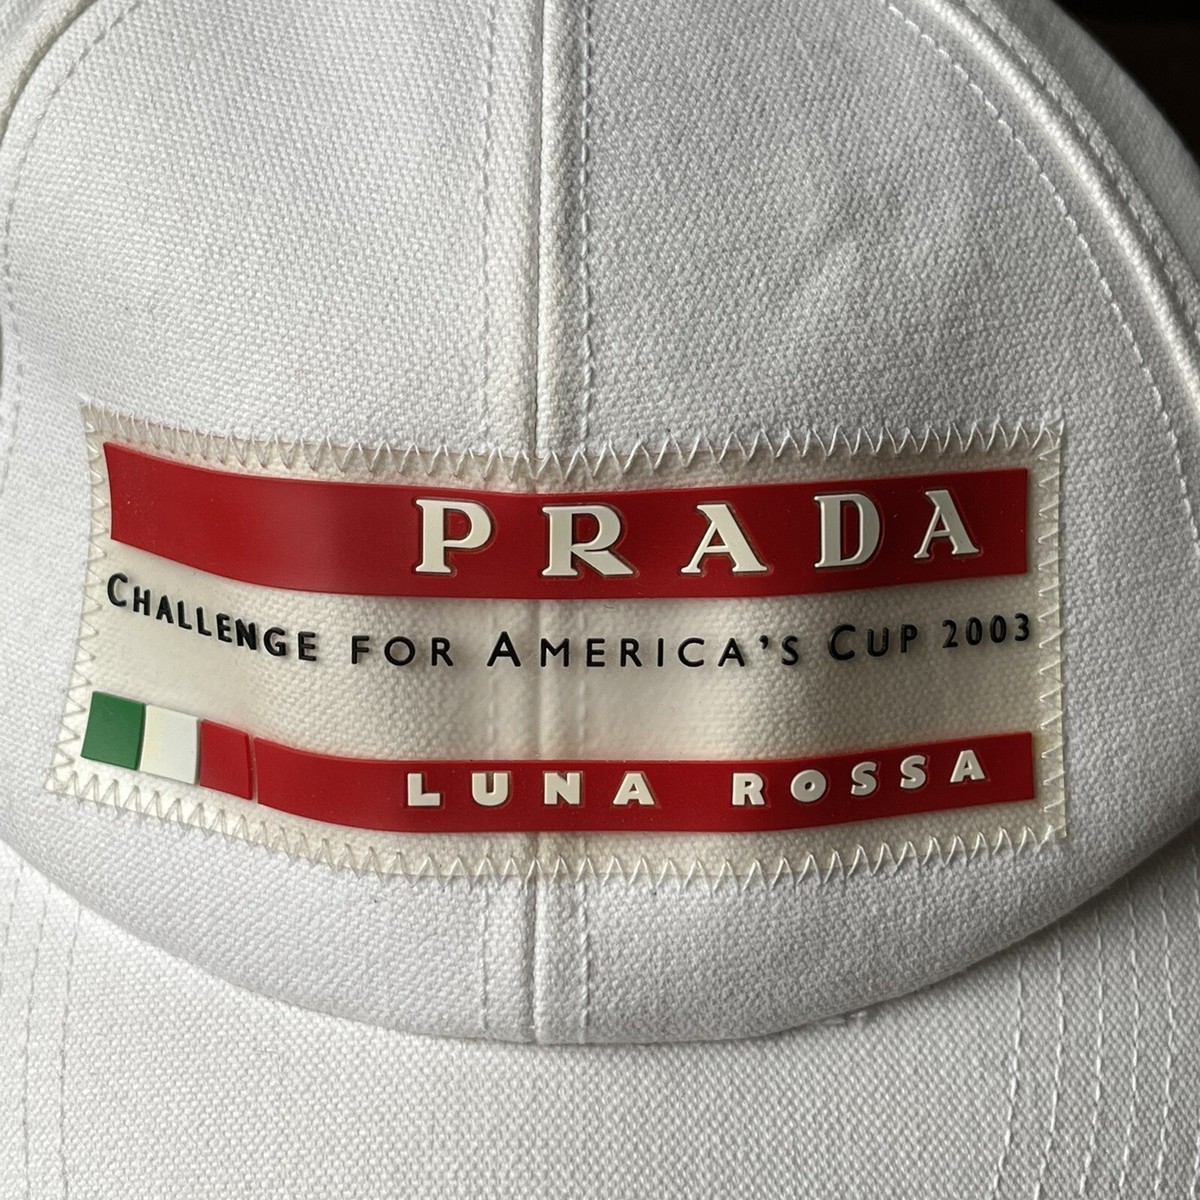 PRADA
CHALLENGE FOR AMERICA'S CUP 2003
LUNA ROSSA